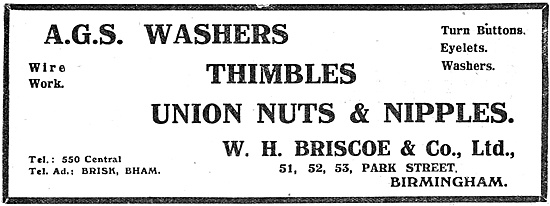 A.G.S. WASHERS
Turn Buttons.
Eyelets.
Washers.
Wire
Work.
THIMBLES
UNION NUTS & NIPPLES.
W. H. BRISCOE & Co., Ltd.,
51, 52, 53, PARK STREET,
BIRMINGHAM.
Tel.: 550 Central
Tel. Ad.: BRISK, BHAM.